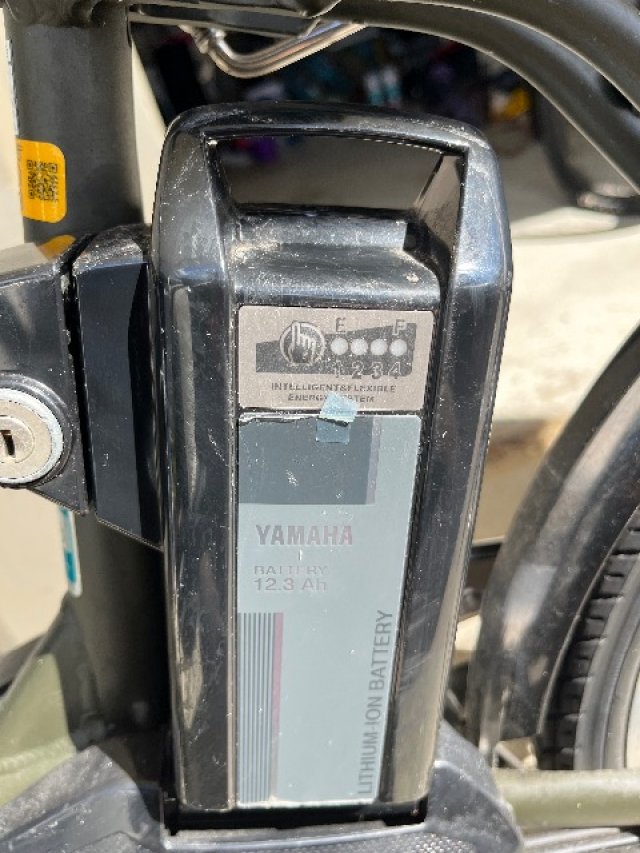 E F
1 2 3 4
INTELLIGENT&FLEXIBLE
ENERGY SYSTEM
YAMAHA
BATTERY
12.3 Ah
LITHIUM ION BATTERY